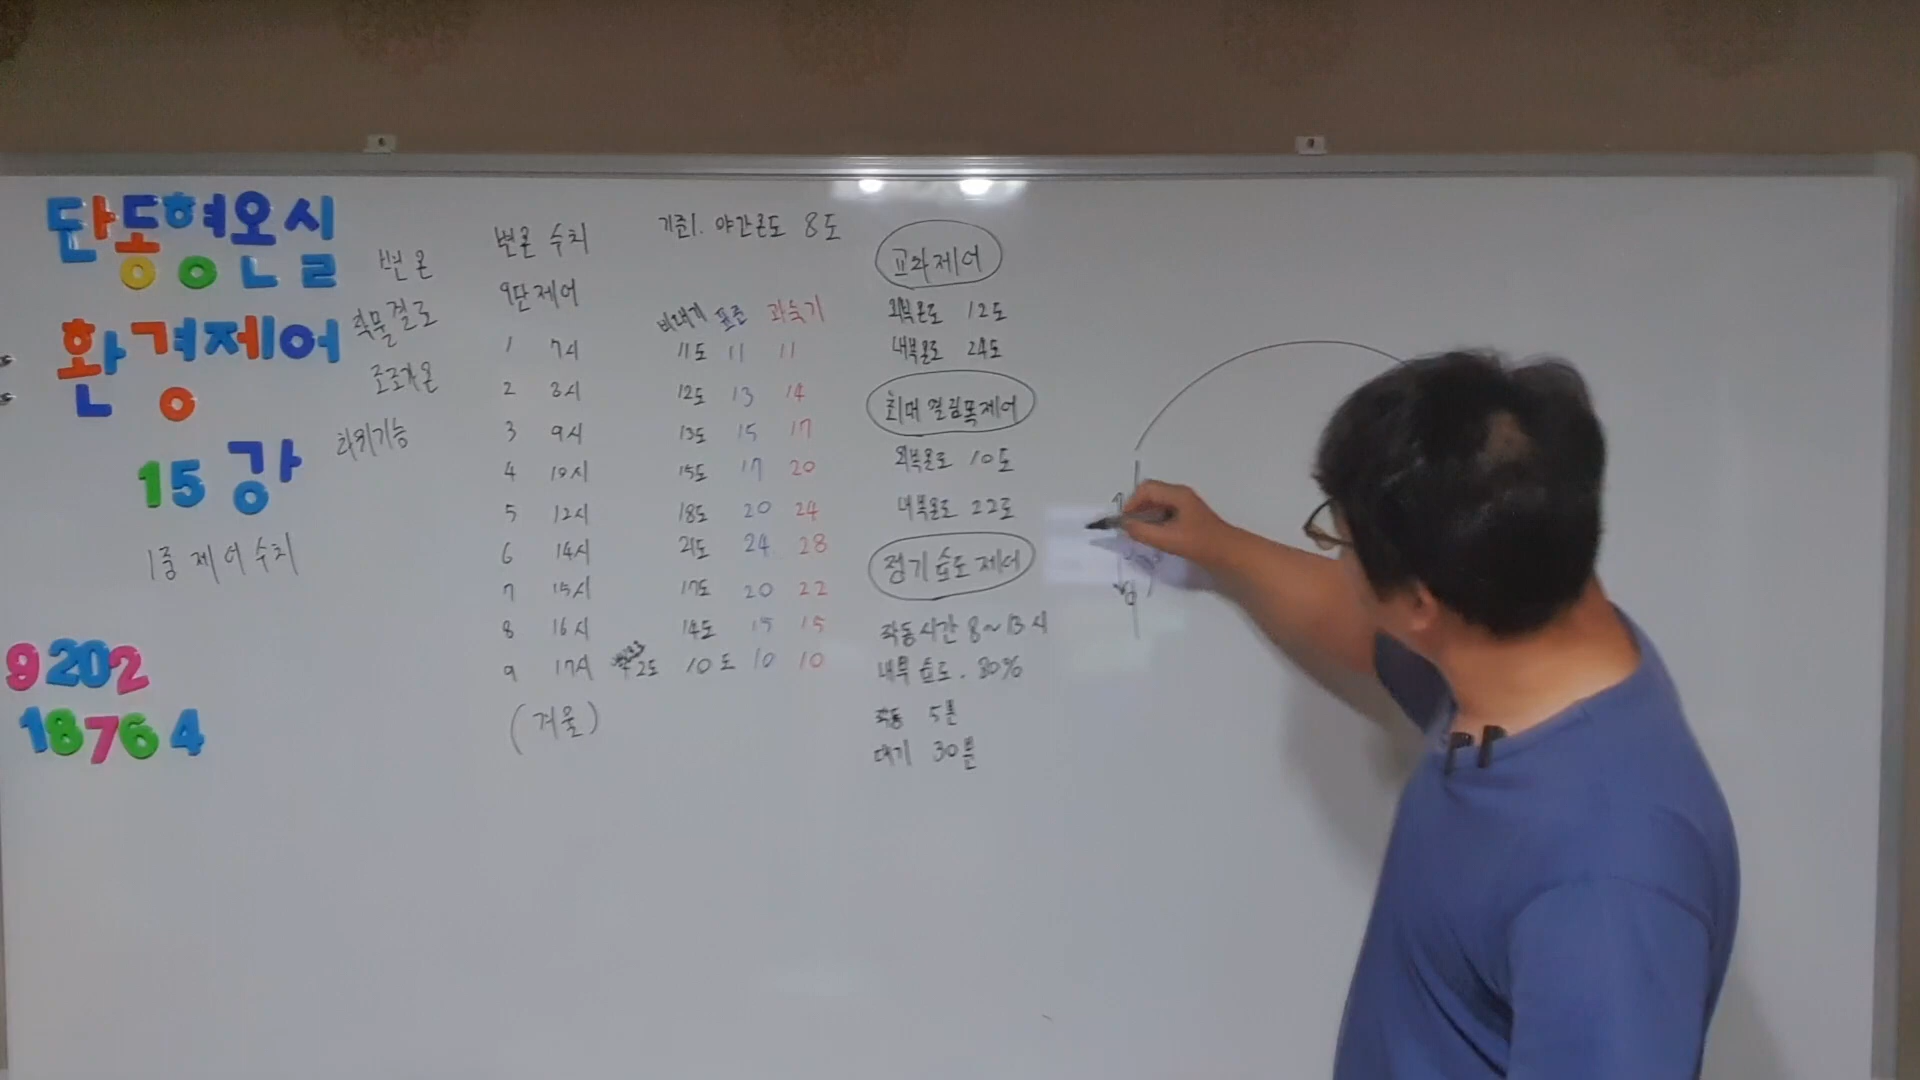 단동형온실
환경제어
15강
1중 제어수치
9202
18764
변온
작물결로
조조가온
회귀기능
변온 수치
9단제어
기준1. 야간온도 8도
비대기 표준 과숙기
1 7시 11도 11 11
2 8시 12도 13 14
3 9시 13도 15 17
4 10시 15도 17 20
5 12시 18도 20 24
6 14시 21도 24 28
7 15시 17도 20 22
8 16시 14도 15 15
9 17시 2도 10도 10 10
(겨울)
교차제어
외부온도 12도
내부온도 24도
최대열림폭제어
외부온도 10도
내부온도 22도
정기습도제어
작동시간 8~13시
내부습도. 80%
작동 5분
대기 30분